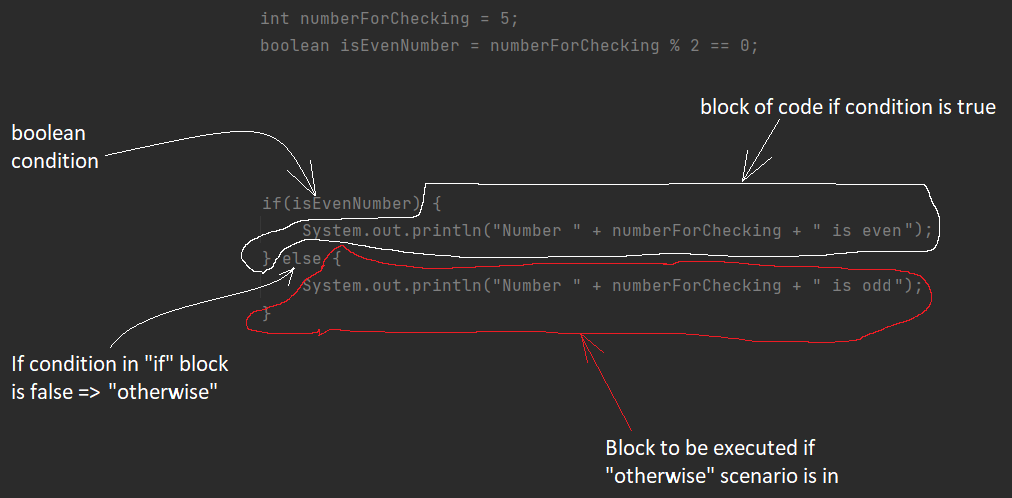 int numberForChecking = 5;
boolean isEvenNumber = numberForChecking % 2 == 0;
block of code if condition is true
boolean
condition
if(isEvenNumber) {
System.out.println("Number " + numberForChecking + " is even");
} else {
System.out.println("Number " + numberForChecking + " is odd");
}
If condition in "if" block
is false => "otherwise"
Block to be executed if
"otherwise" scenario is in